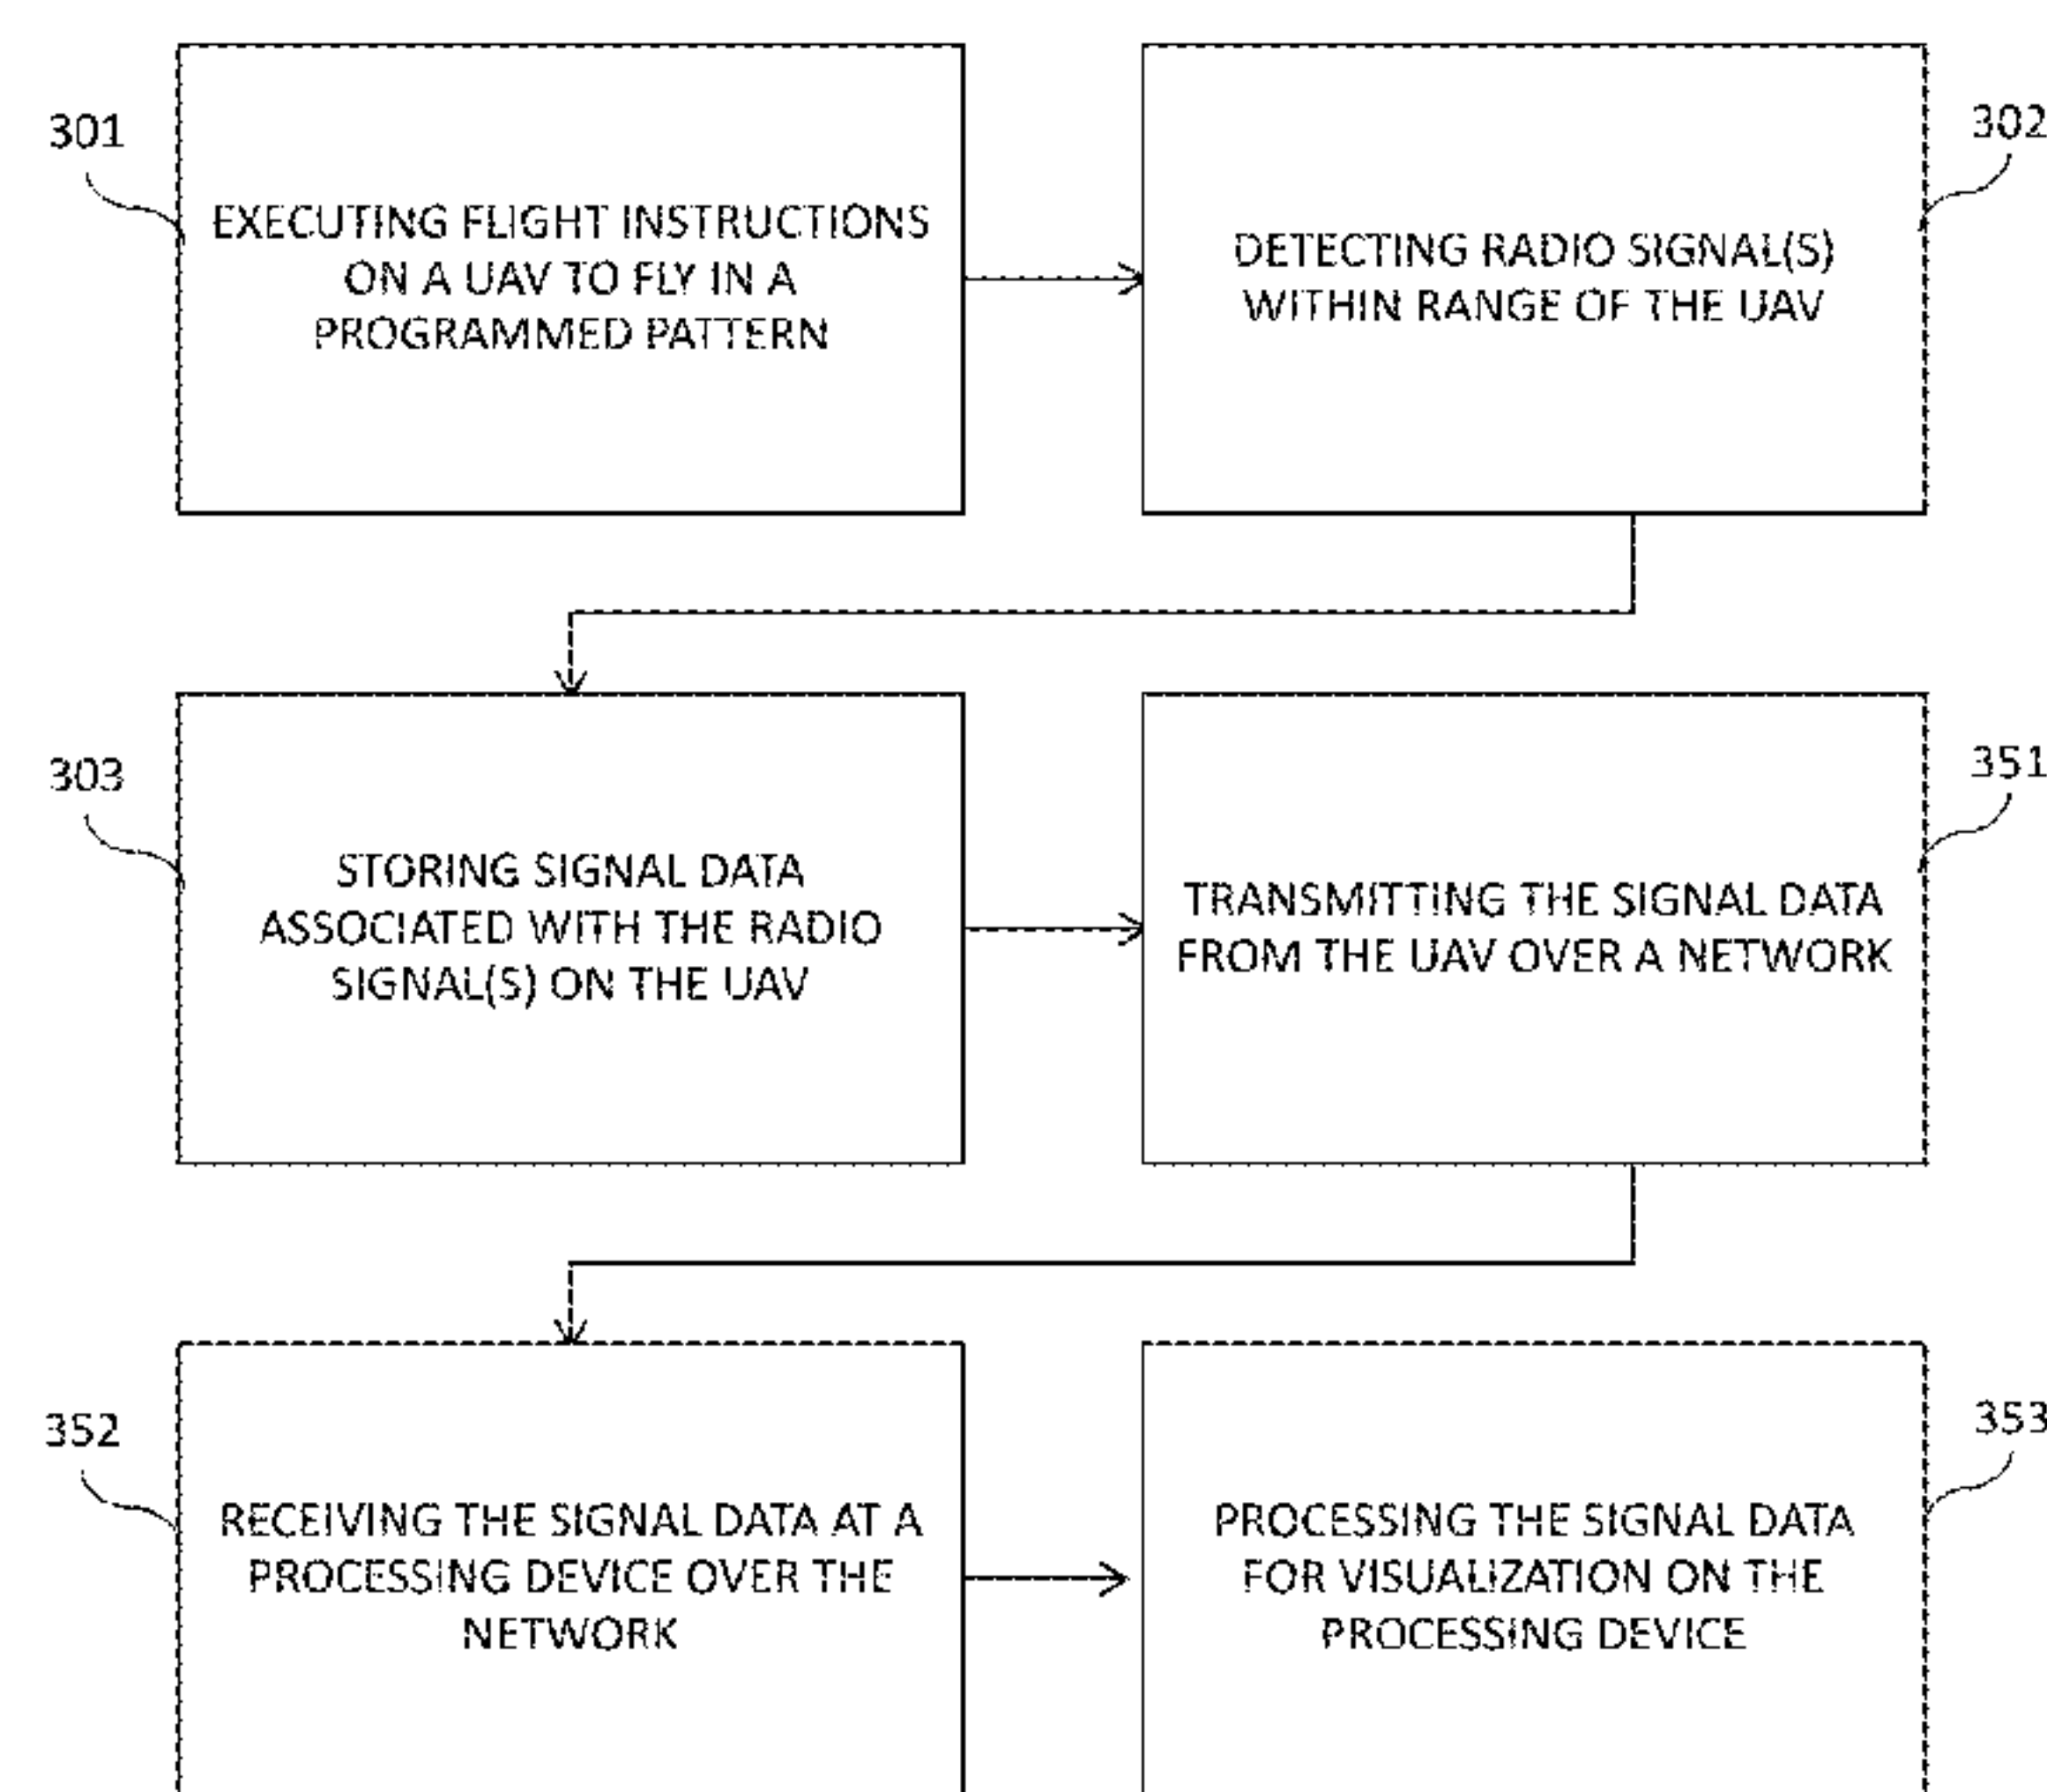 301
EXECUTING FLIGHT INSTRUCTIONS
ON A UAV TO FLY IN A
PROGRAMMED PATTERN
302
DETECTING RADIO SIGNAL(S)
WITHIN RANGE OF THE UAV
303
STORING SIGNAL DATA
ASSOCIATED WITH THE RADIO
SIGNAL(S) ON THE UAV
351
TRANSMITTING THE SIGNAL DATA
FROM THE UAV OVER A NETWORK
352
RECEIVING THE SIGNAL DATA AT A
PROCESSING DEVICE OVER THE
NETWORK
353
PROCESSING THE SIGNAL DATA
FOR VISUALIZATION ON THE
PROCESSING DEVICE